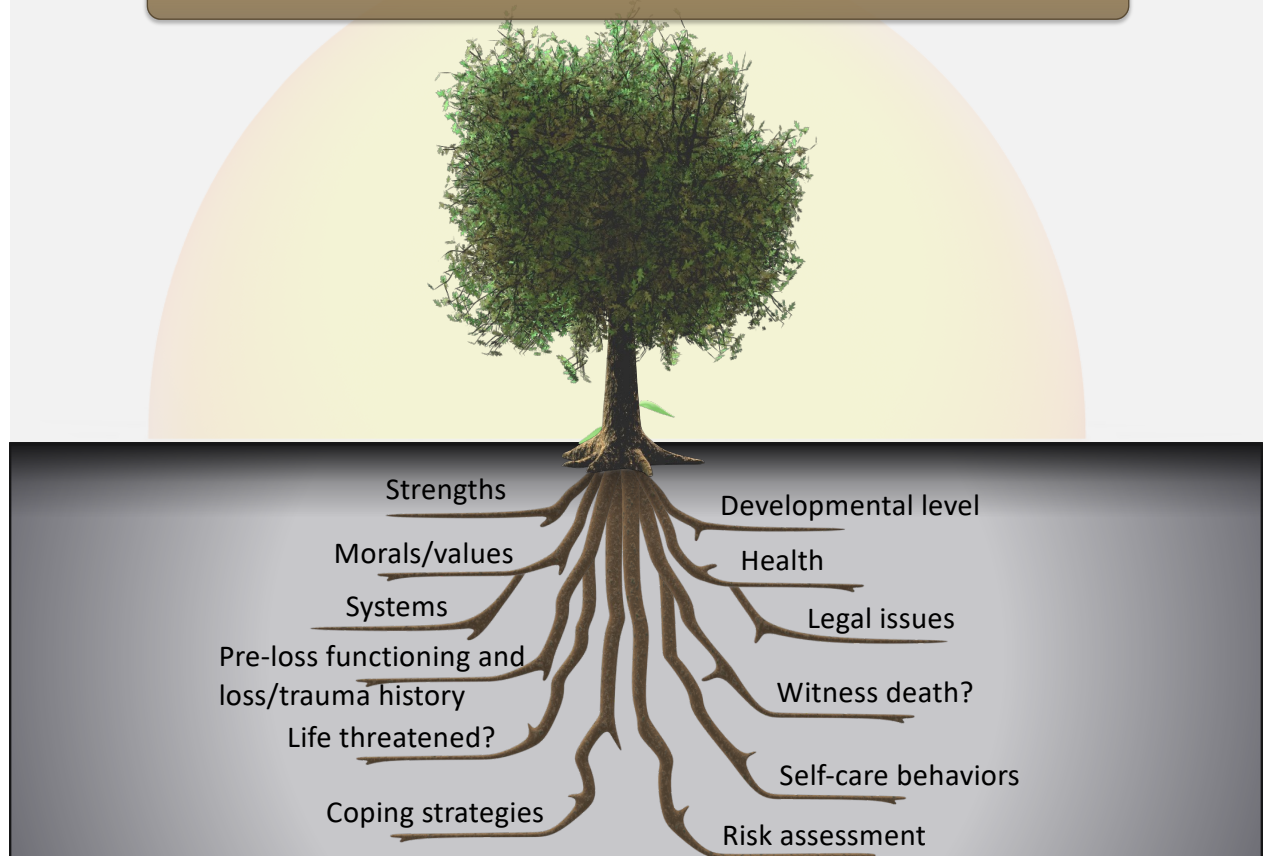 Strengths
Morals/values
Systems
Pre-loss functioning and
loss/trauma history
Life threatened?
Coping strategies
Developmental level
Health
Legal issues
Witness death?
Self-care behaviors
Risk assessment